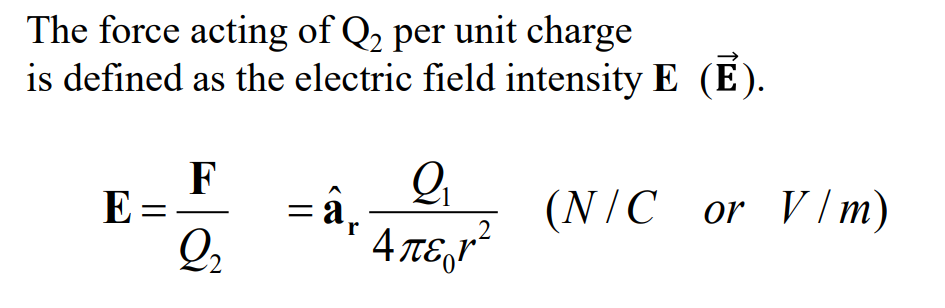 The force acting of Q₂ per unit charge
is defined as the electric field intensity E (E⃗).
E = F / Q₂ = âᵣ Q₁ / 4πε₀r² (N / C or V / m)